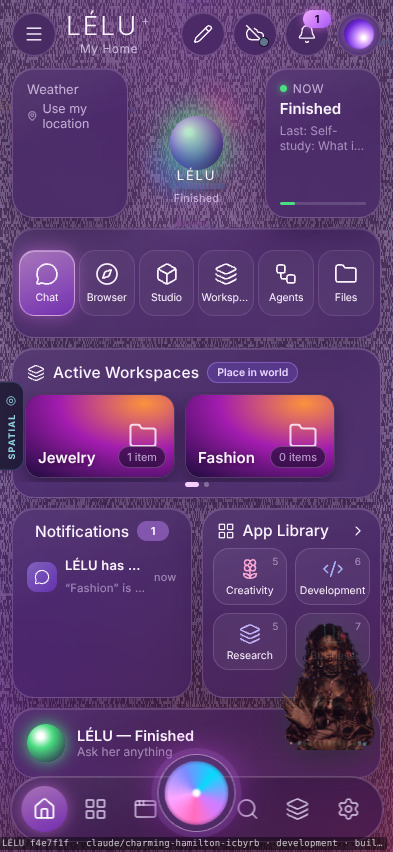 LÉLU +
My Home
1
Weather
Use my
location
LÉLU
Finished
NOW
Finished
Last: Self-
study: What i...
Chat
Browser
Studio
Worksp...
Agents
Files
Active Workspaces
Place in world
SPATIAL
Jewelry
1 item
Fashion
0 items
Notifications
1
LÉLU has ...
"Fashion" is ...
now
App Library
5
Creativity
6
Development
5
Research
7
LÉLU — Finished
Ask her anything
LÉLU f4e7f1f · claude/charming-hamilton-icbyrb · development · buil…